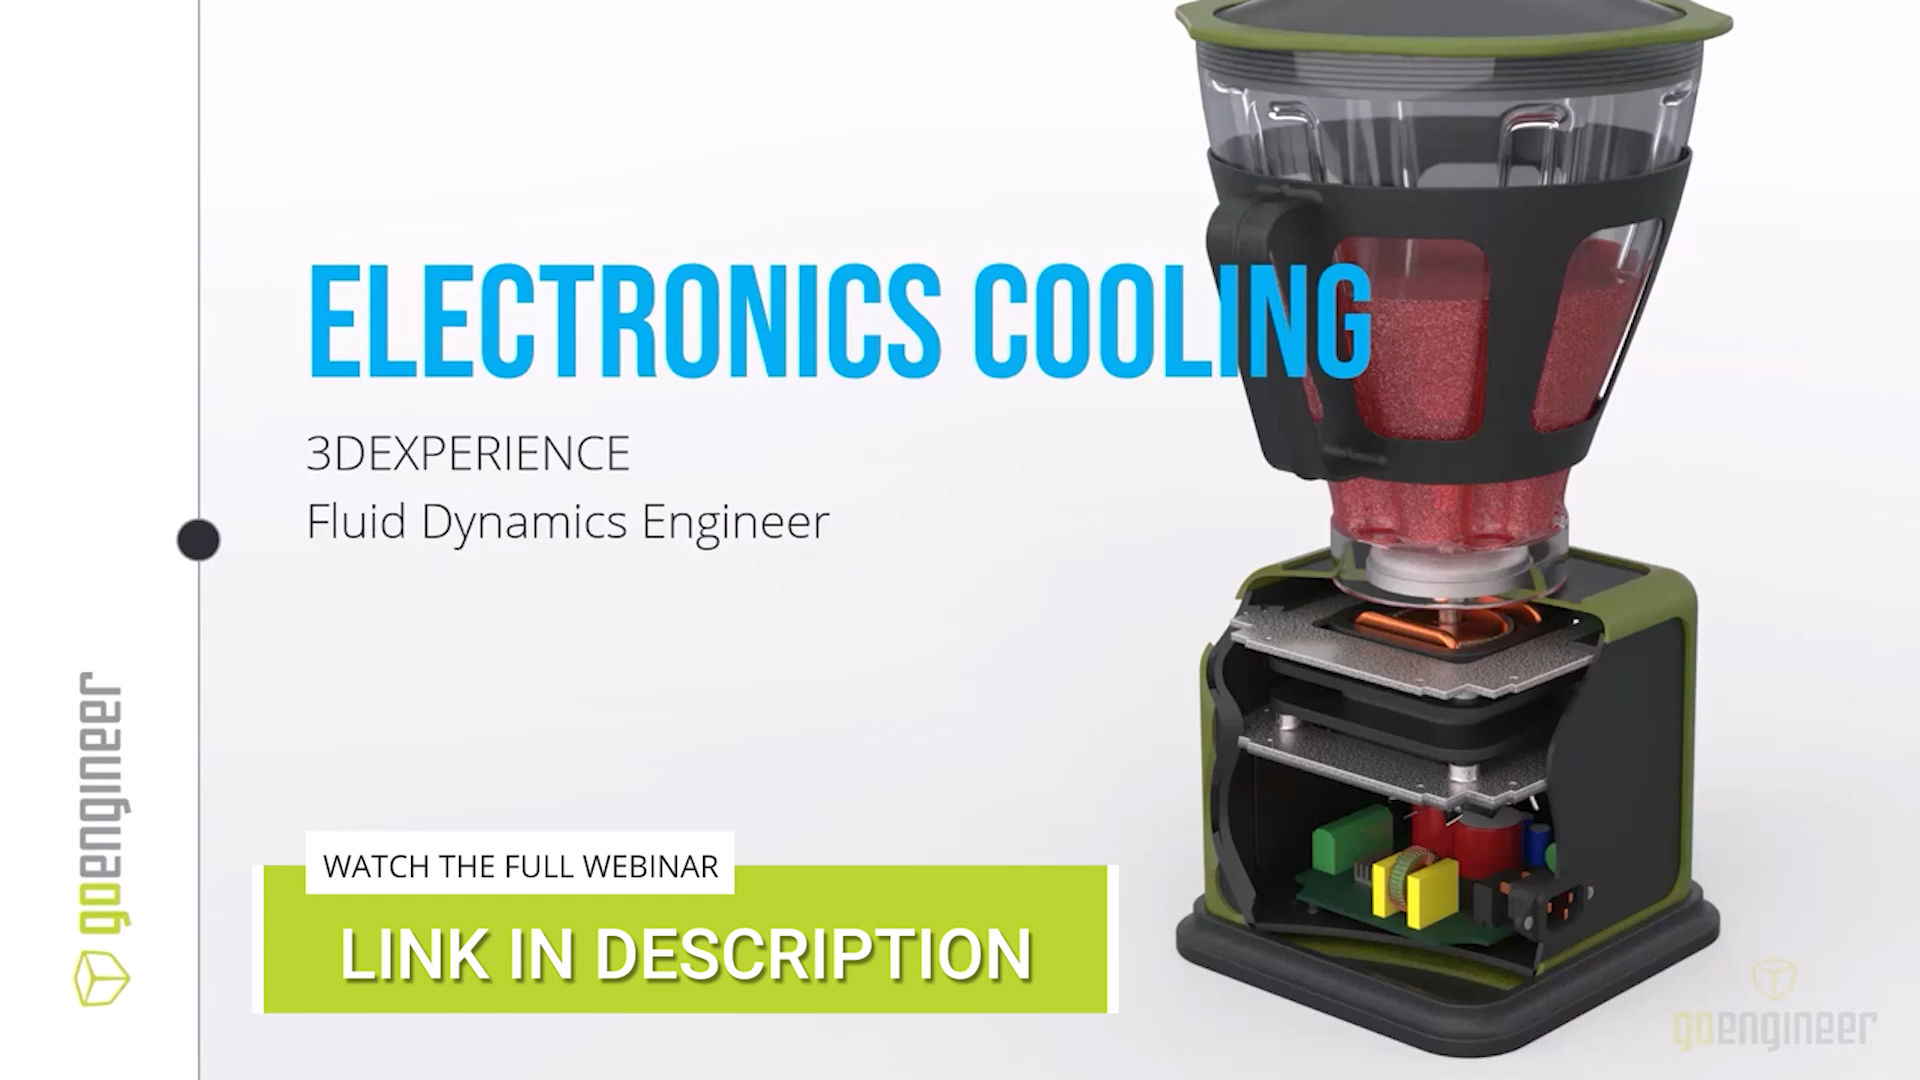 ELECTRONICS COOLING
3DEXPERIENCE
Fluid Dynamics Engineer
WATCH THE FULL WEBINAR
LINK IN DESCRIPTION
goengineer
goengineer